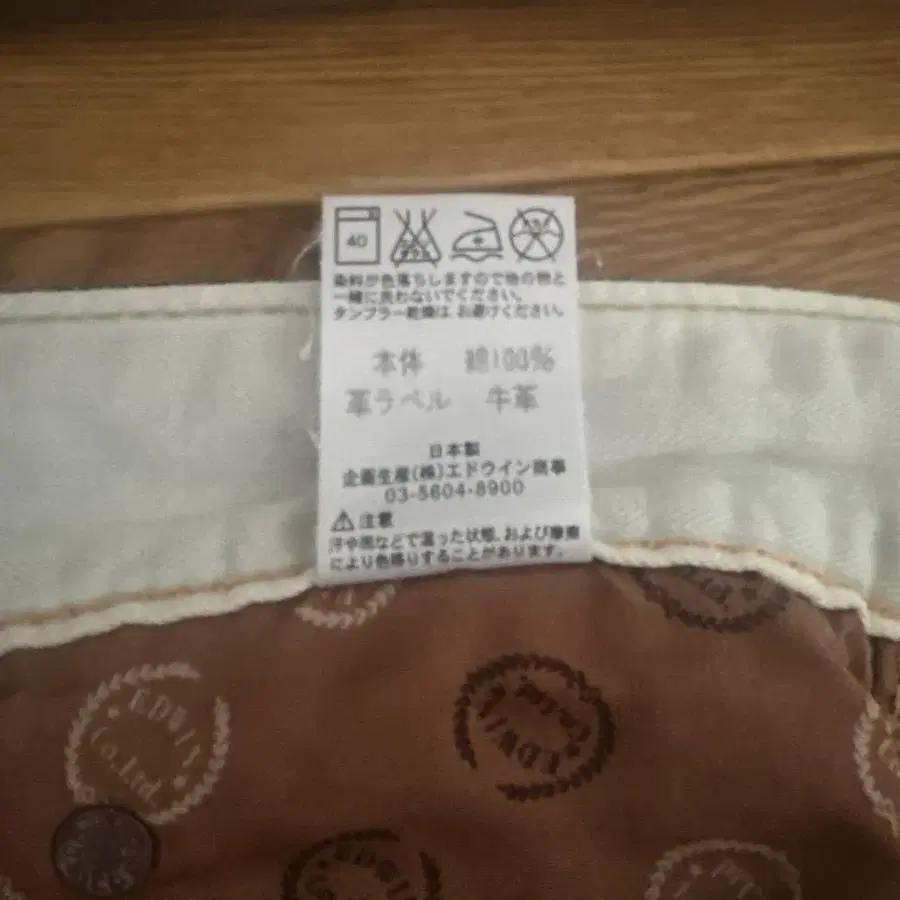 40
染料が色落ちしますので他の物と
一緒に洗わないでください。
タンブラー乾燥は お避けください。
本体 綿100%
革ラベル 牛革
日本製
企画生産(株)エドウイン商事
03-5604-8900
⚠ 注意
汗や雨などで湿った状態、および摩擦
により色移りすることがあります。
EDWIN
Co.Ltd
EDWIN
EDWIN